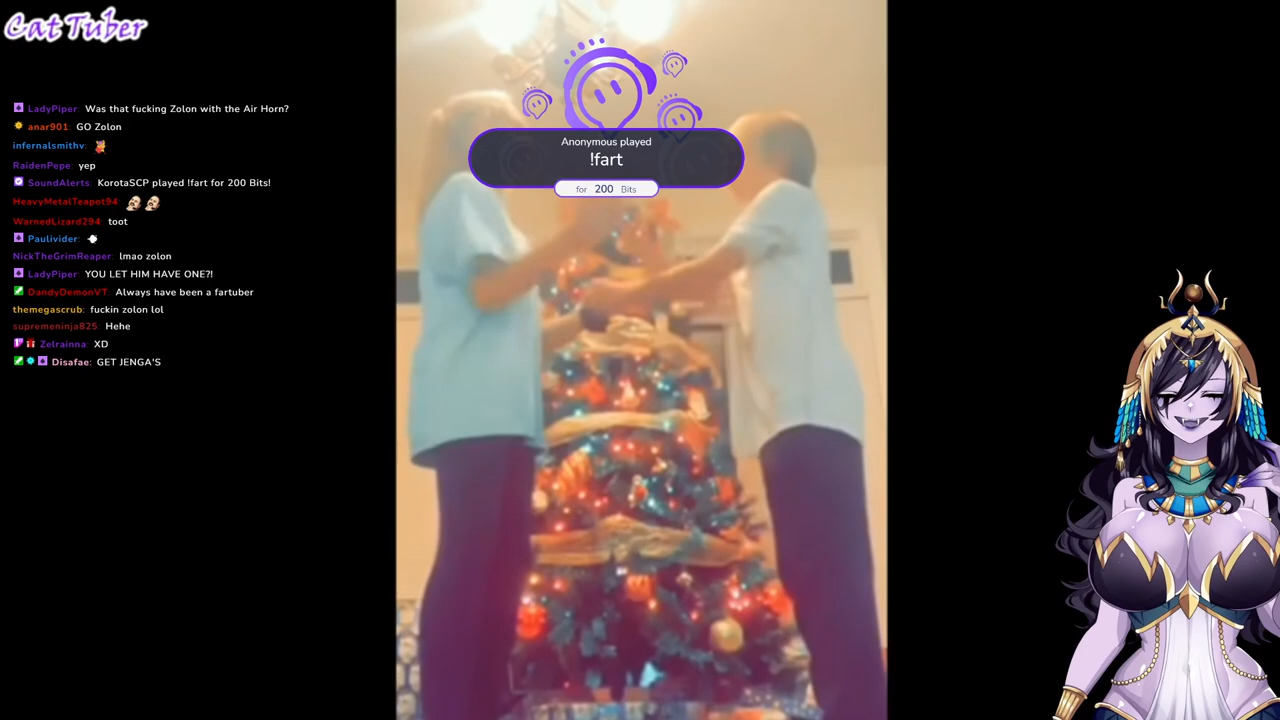 Cat Tuber
LadyPiper: Was that fucking Zolon with the Air Horn?
anar901: GO Zolon
infernalsmithv:
RaidenPepe: yep
SoundAlerts: KorotaSCP played !fart for 200 Bits!
HeavyMetalTeapot94:
WarnedLizard294: toot
Paulivider:
NickTheGrimReaper: lmao zolon
LadyPiper: YOU LET HIM HAVE ONE?!
DandyDemonVT: Always have been a fartuber
themegascrub: fuckin zolon lol
supremeninja825: Hehe
Zelrainna: XD
Disafae: GET JENGA'S
Anonymous played
!fart
for 200 Bits